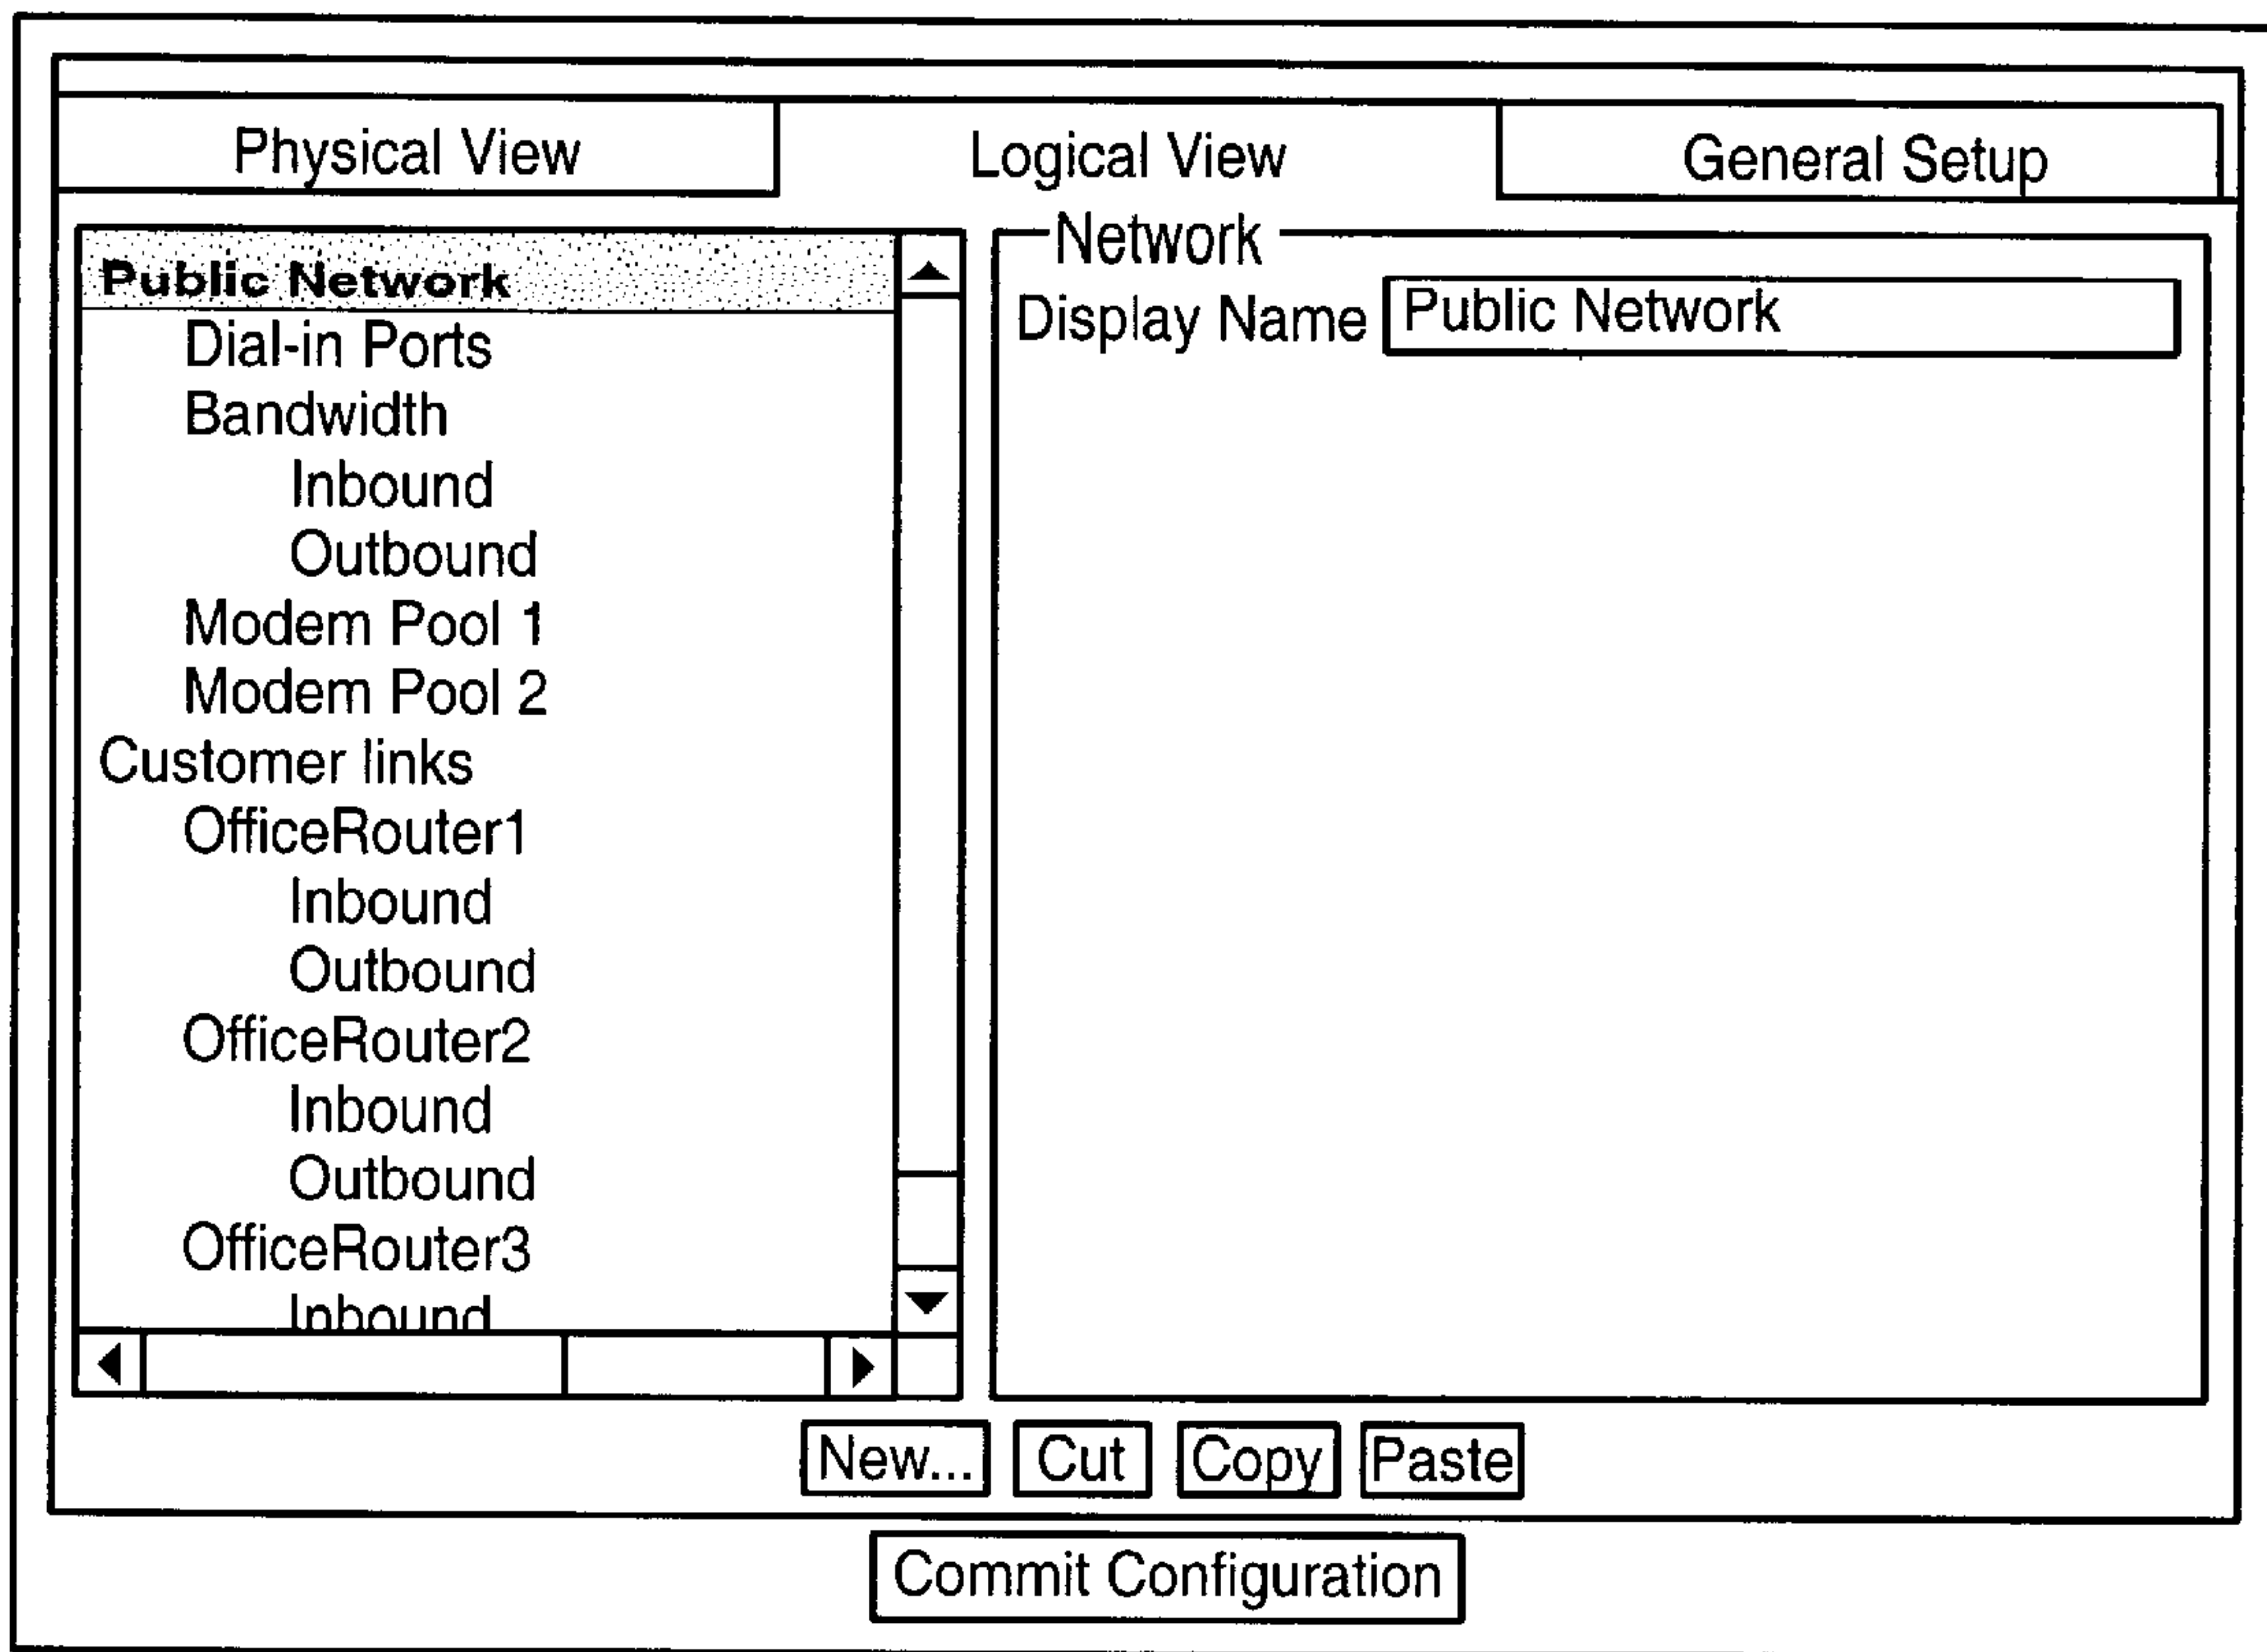 Physical View
Logical View
General Setup
Public Network
Dial-in Ports
Bandwidth
Inbound
Outbound
Modem Pool 1
Modem Pool 2
Customer links
OfficeRouter1
Inbound
Outbound
OfficeRouter2
Inbound
Outbound
OfficeRouter3
Inbound
Network
Display Name Public Network
New... Cut Copy Paste
Commit Configuration